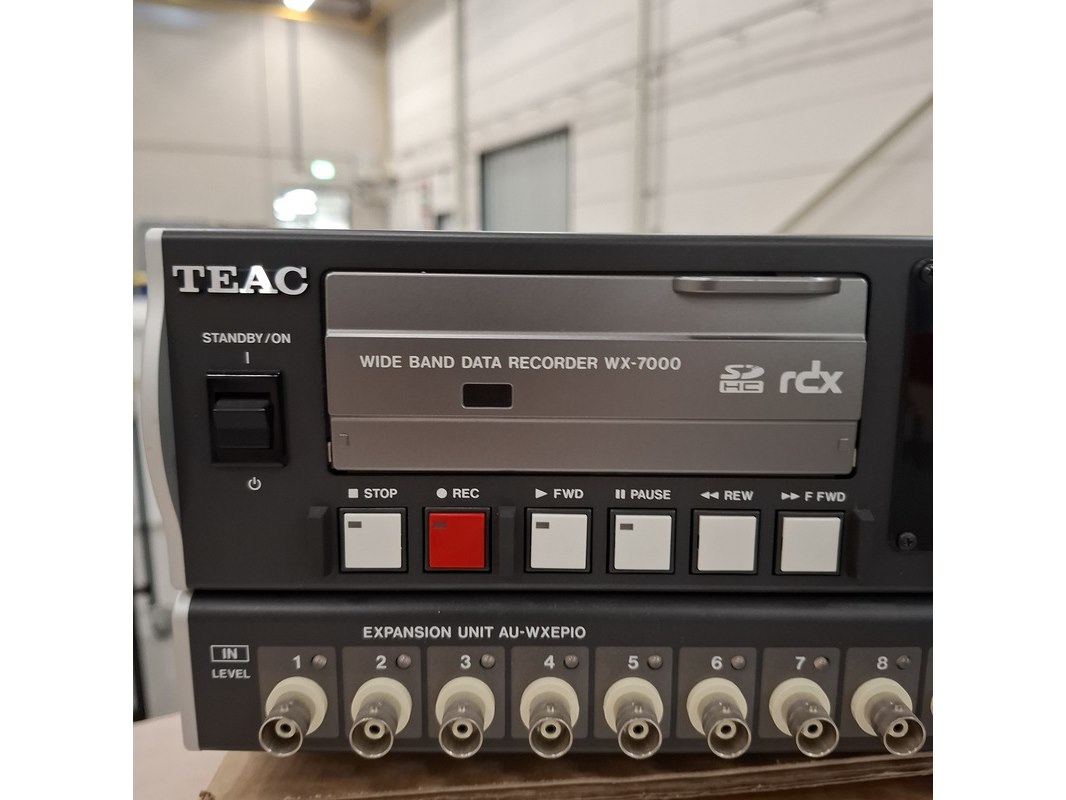 TEAC
STANDBY/ON
WIDE BAND DATA RECORDER WX-7000
SD HC rdx
STOP REC FWD PAUSE REW F FWD
EXPANSION UNIT AU-WXEPIO
IN
LEVEL
1 2 3 4 5 6 7 8